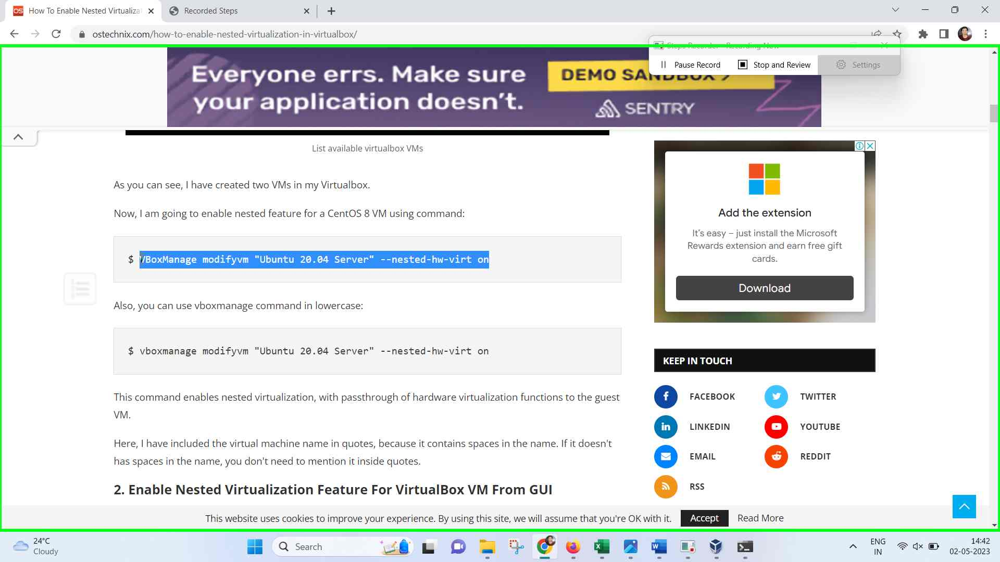 How To Enable Nested Virtualiza
Recorded Steps
ostechnix.com/how-to-enable-nested-virtualization-in-virtualbox/
Steps Recorder - Recording Now
Pause Record
Stop and Review
Settings
Everyone errs. Make sure
your application doesn't.
DEMO SANDBOX >
SENTRY
List available virtualbox VMs
As you can see, I have created two VMs in my Virtualbox.
Now, I am going to enable nested feature for a CentOS 8 VM using command:
$ VBoxManage modifyvm "Ubuntu 20.04 Server" --nested-hw-virt on
Also, you can use vboxmanage command in lowercase:
$ vboxmanage modifyvm "Ubuntu 20.04 Server" --nested-hw-virt on
This command enables nested virtualization, with passthrough of hardware virtualization functions to the guest
VM.
Here, I have included the virtual machine name in quotes, because it contains spaces in the name. If it doesn't
has spaces in the name, you don't need to mention it inside quotes.
2. Enable Nested Virtualization Feature For VirtualBox VM From GUI
Add the extension
It's easy – just install the Microsoft
Rewards extension and earn free gift
cards.
Download
KEEP IN TOUCH
FACEBOOK
TWITTER
LINKEDIN
YOUTUBE
EMAIL
REDDIT
RSS
This website uses cookies to improve your experience. By using this site, we will assume that you're OK with it.
Accept
Read More
24°C
Cloudy
Search
ENG
IN
14:42
02-05-2023